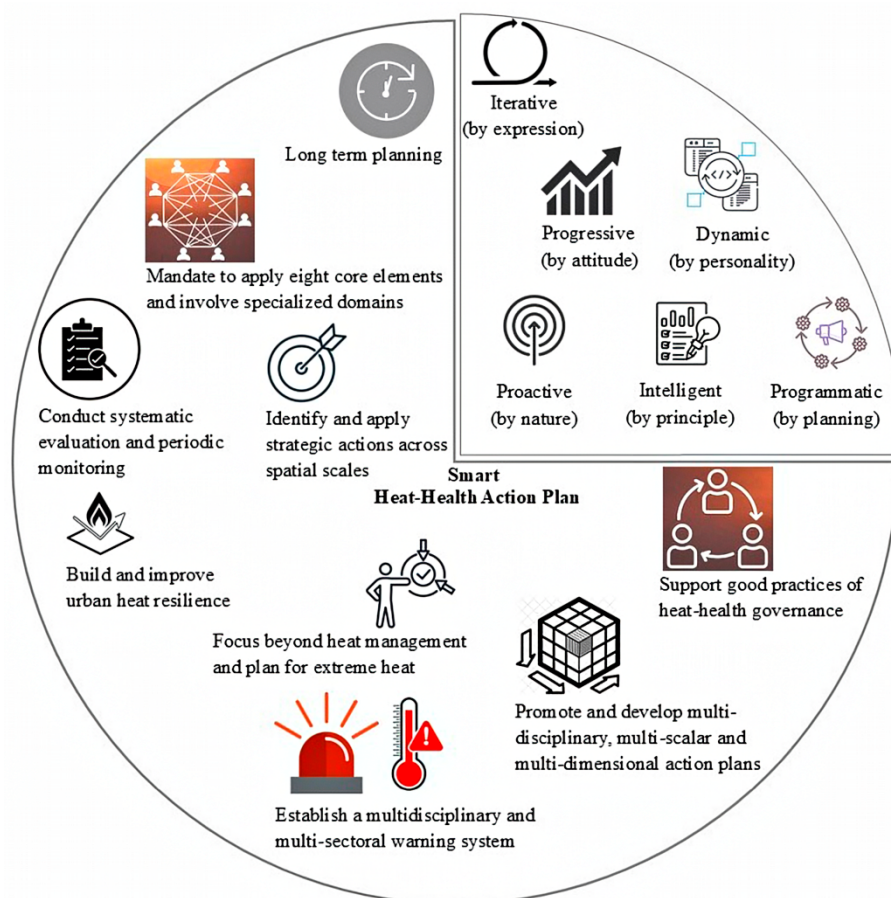 Iterative
(by expression)
Long term planning
Progressive
(by attitude)
Dynamic
(by personality)
Mandate to apply eight core elements
and involve specialized domains
Proactive
(by nature)
Intelligent
(by principle)
Programmatic
(by planning)
Conduct systematic
evaluation and periodic
monitoring
Identify and apply
strategic actions across
spatial scales
Smart
Heat-Health Action Plan
Build and improve
urban heat resilience
Support good practices of
heat-health governance
Focus beyond heat management
and plan for extreme heat
Promote and develop multi-
disciplinary, multi-scalar and
multi-dimensional action plans
Establish a multidisciplinary and
multi-sectoral warning system